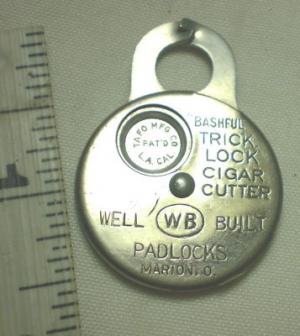 BASHFUL
TRICK
LOCK
CIGAR
CUTTER
TAFO MFG CO
PAT'D
L.A. CAL.
WELL WB BUILT
PADLOCKS
MARION, O.